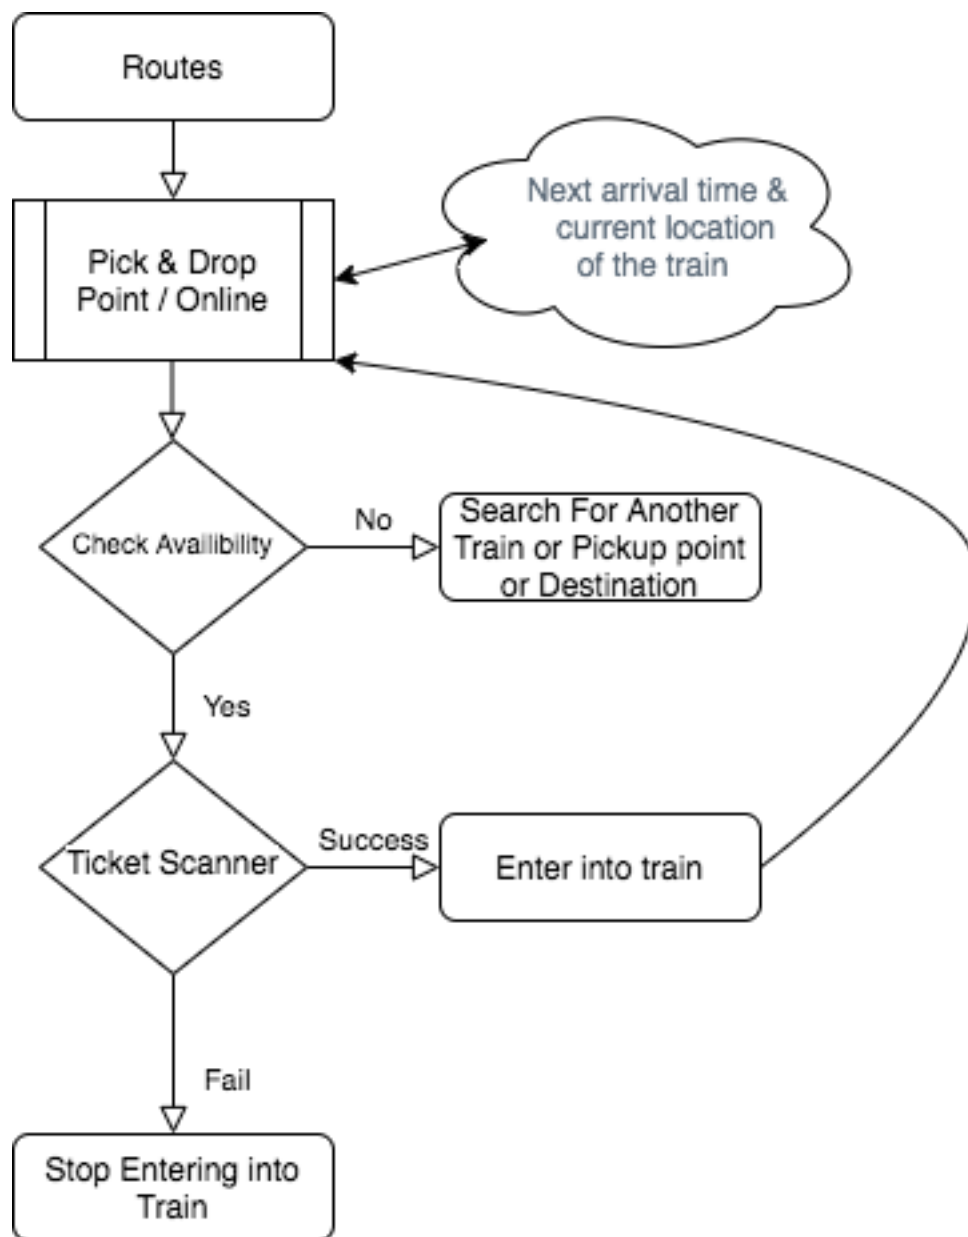 Routes
Next arrival time &
current location
of the train
Pick & Drop
Point / Online
Check Availibility
No
Search For Another
Train or Pickup point
or Destination
Yes
Ticket Scanner
Success
Enter into train
Fail
Stop Entering into
Train